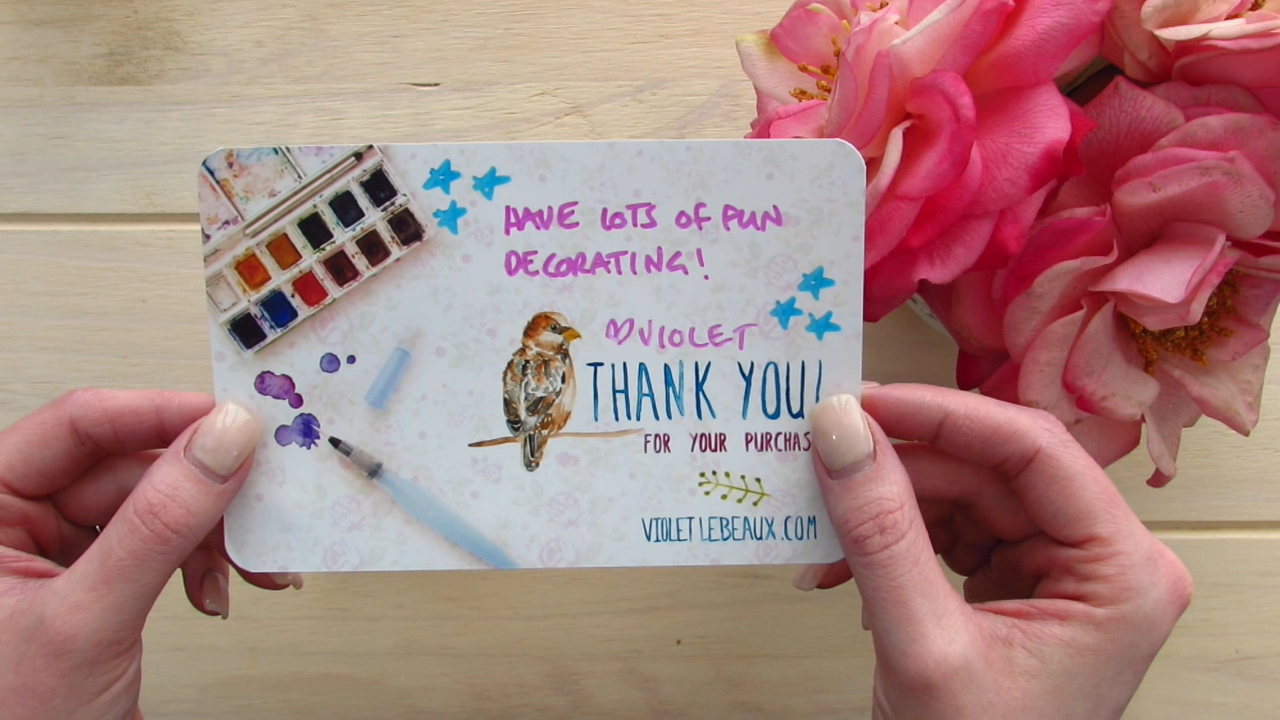 HAVE LOTS OF FUN
DECORATING!
♡VIOLET
THANK YOU!
FOR YOUR PURCHAS
VIOLETLEBEAUX.COM